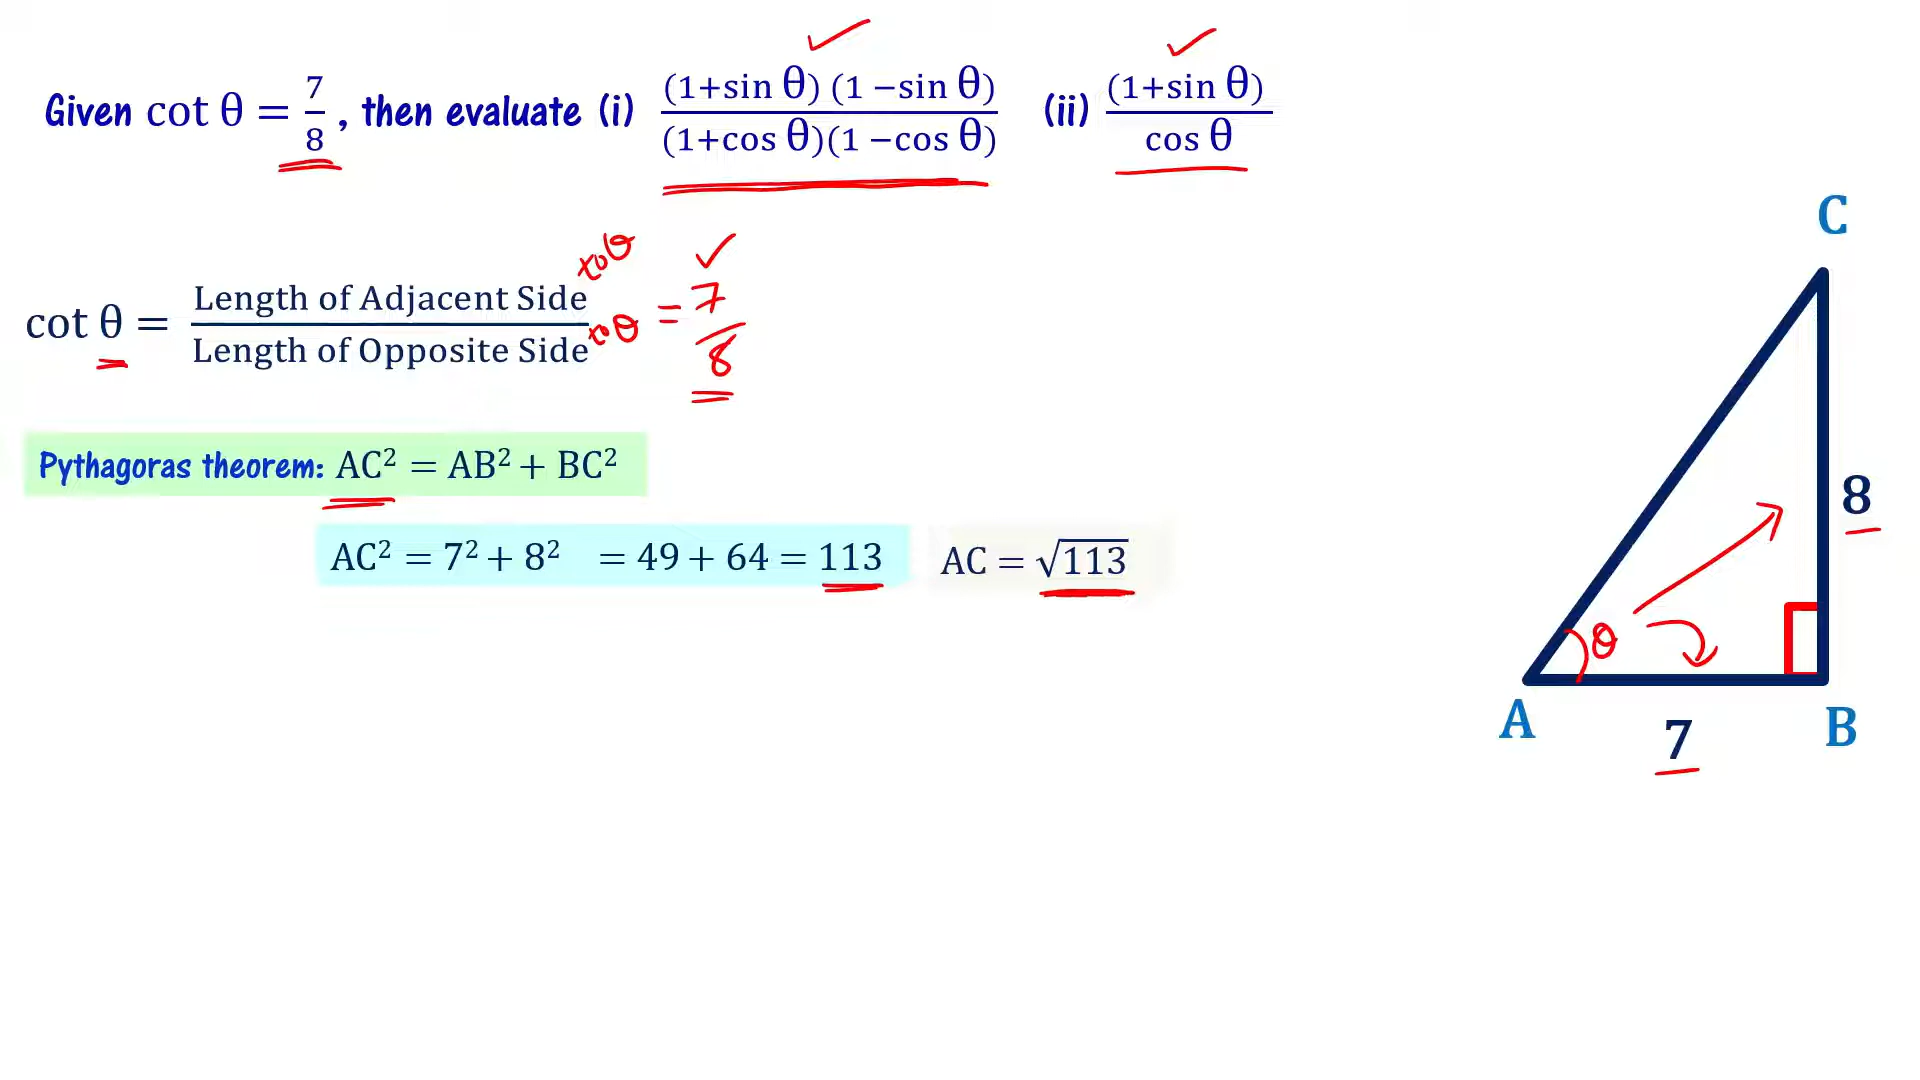 Given cot θ = 7/8 , then evaluate (i) (1+sin θ) (1 −sin θ)/(1+cos θ)(1 −cos θ) (ii) (1+sin θ)/cos θ
cot θ = Length of Adjacent Side to θ/Length of Opposite Side to θ = 7/8
Pythagoras theorem: AC² = AB² + BC²
AC² = 7² + 8² = 49 + 64 = 113 AC = √113
C
8
θ
A
7
B